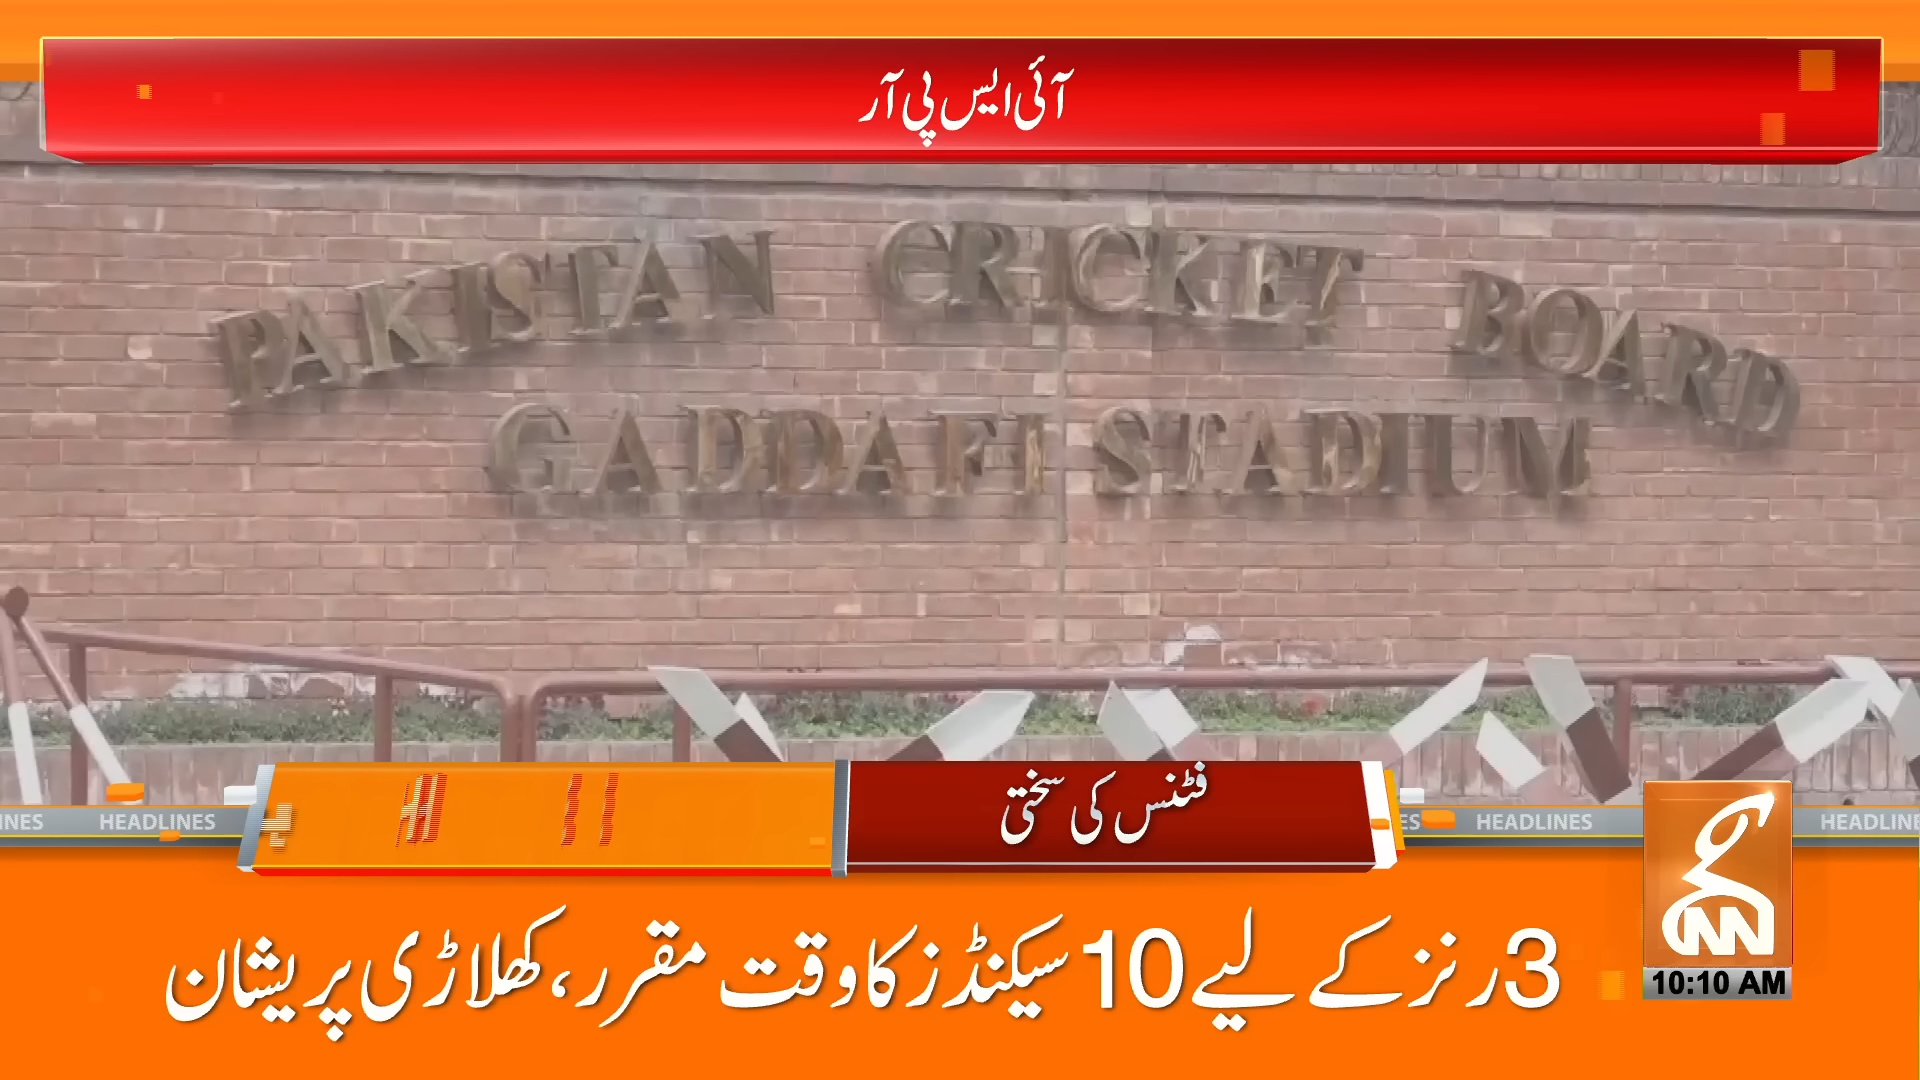 آئی ایس پی آر
PAKISTAN CRICKET BOARD
GADDAFI STADIUM
فٹنس کی سختی
HEADLINES
HEADLINES
3 رنز کے لیے 10 سیکنڈز کا وقت مقرر، کھلاڑی پریشان
GNN
10:10 AM